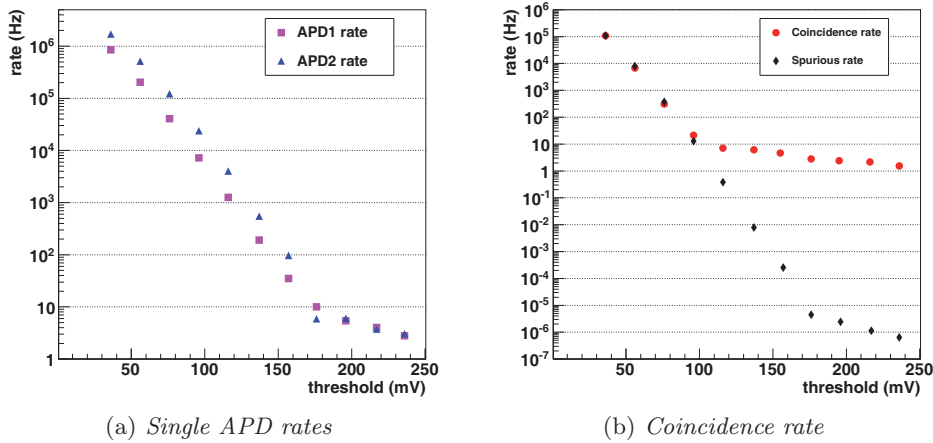 rate (Hz)
10^6
10^5
10^4
10^3
10^2
10
1
APD1 rate
APD2 rate
50 100 150 200 250
threshold (mV)
(a) Single APD rates
rate (Hz)
10^6
10^5
10^4
10^3
10^2
10
1
10^-1
10^-2
10^-3
10^-4
10^-5
10^-6
10^-7
Coincidence rate
Spurious rate
50 100 150 200 250
threshold (mV)
(b) Coincidence rate